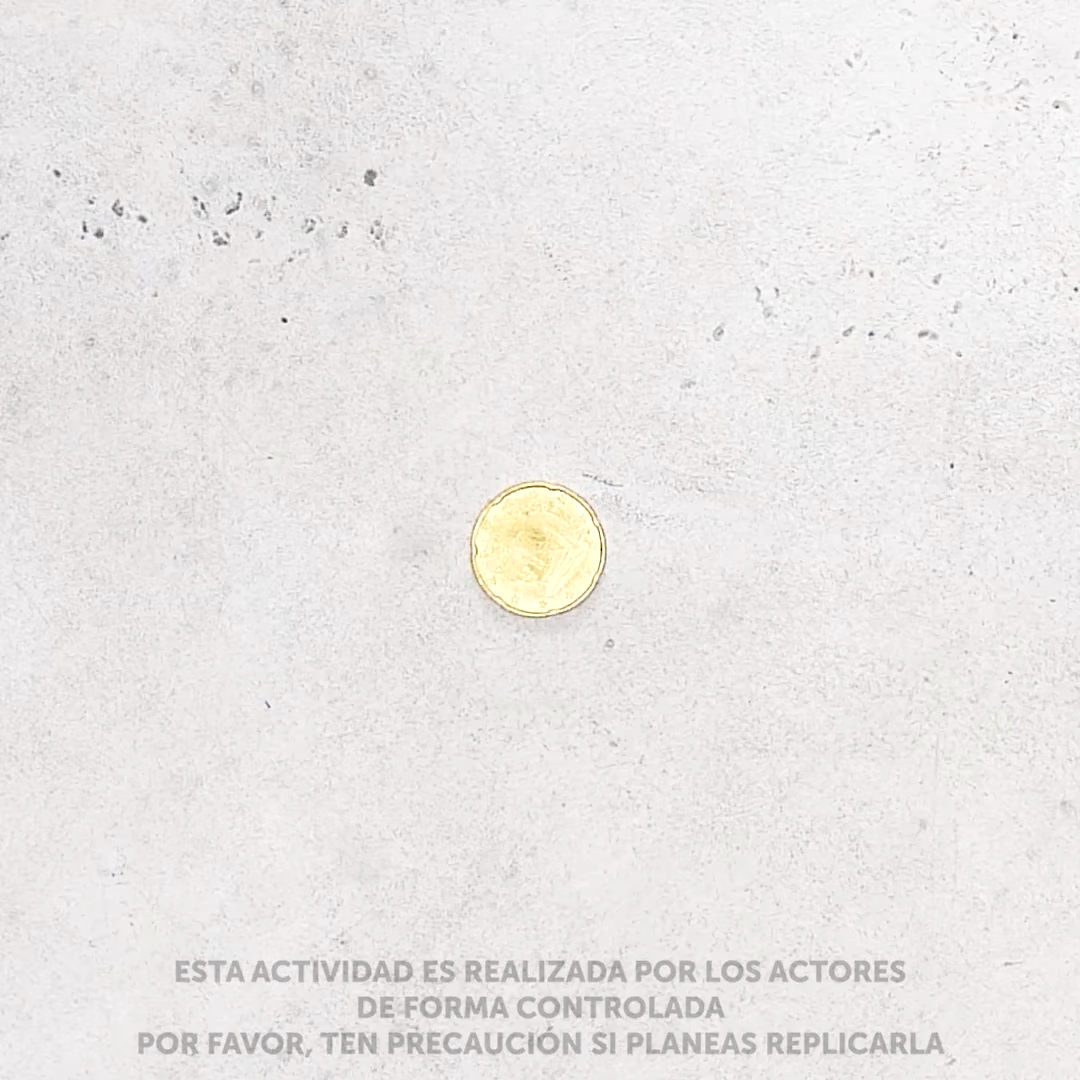 ESTA ACTIVIDAD ES REALIZADA POR LOS ACTORES
DE FORMA CONTROLADA
POR FAVOR, TEN PRECAUCIÓN SI PLANEAS REPLICARLA